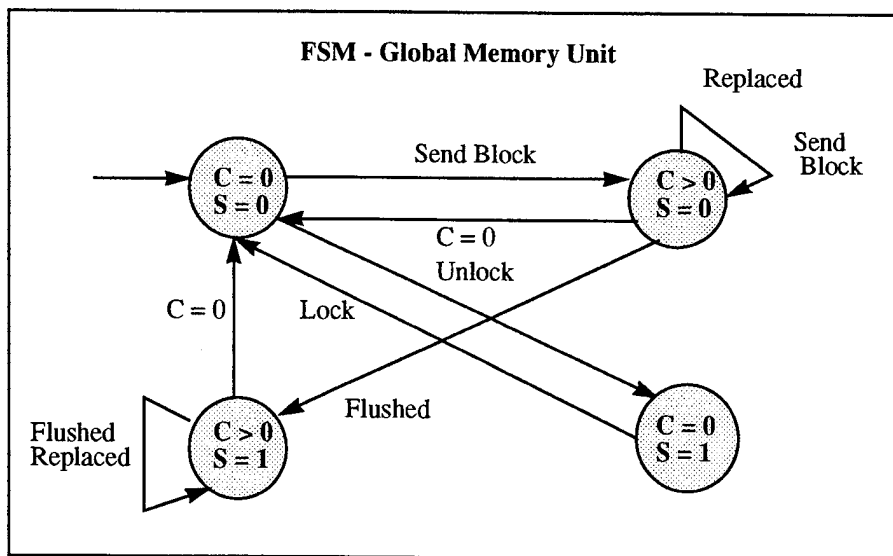 FSM - Global Memory Unit
Replaced
Send
Block
Send Block
C = 0
S = 0
C > 0
S = 0
C = 0
Unlock
C = 0
Lock
Flushed
Flushed
Replaced
C > 0
S = 1
C = 0
S = 1